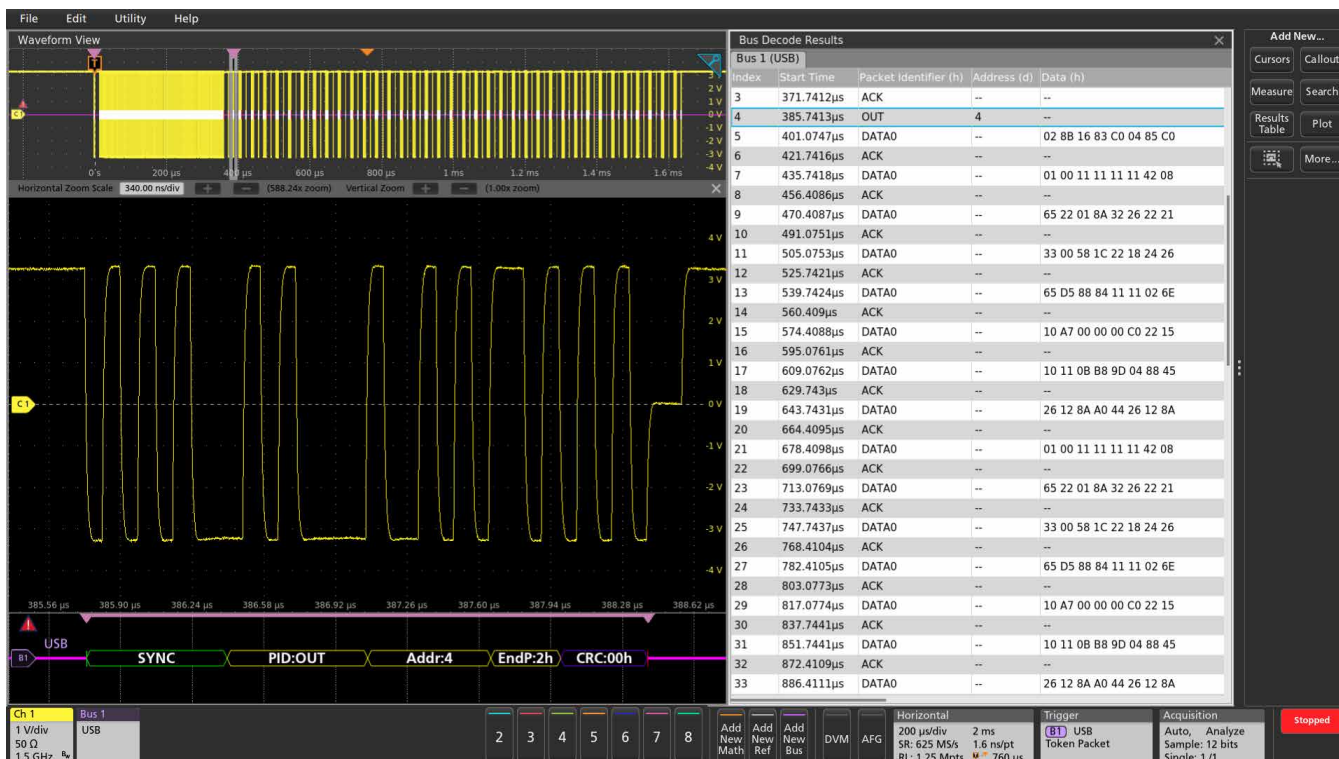 File Edit Utility Help
Waveform View
T
3 V
2 V
1 V
0 V
-1 V
-2 V
-3 V
-4 V
C1
0's 200 µs 400 µs 600 µs 800 µs 1 ms 1.2 ms 1.4 ms 1.6 ms
Horizontal Zoom Scale 340.00 ns/div + − (588.24x zoom) Vertical Zoom + − (1.00x zoom)
4 V
3 V
2 V
1 V
0 V
-1 V
-2 V
-3 V
-4 V
C1
385.56 µs 385.90 µs 386.24 µs 386.58 µs 386.92 µs 387.26 µs 387.60 µs 387.94 µs 388.28 µs 388.62 µs
USB
B1 SYNC PID:OUT Addr:4 EndP:2h CRC:00h
Bus Decode Results
Bus 1 (USB)
Index Start Time Packet Identifier (h) Address (d) Data (h)
3 371.7412µs ACK -- --
4 385.7413µs OUT 4 --
5 401.0747µs DATA0 -- 02 8B 16 83 C0 04 85 C0
6 421.7416µs ACK -- --
7 435.7418µs DATA0 -- 01 00 11 11 11 11 42 08
8 456.4086µs ACK -- --
9 470.4087µs DATA0 -- 65 22 01 8A 32 26 22 21
10 491.0751µs ACK -- --
11 505.0753µs DATA0 -- 33 00 58 1C 22 18 24 26
12 525.7421µs ACK -- --
13 539.7424µs DATA0 -- 65 D5 88 84 11 11 02 6E
14 560.409µs ACK -- --
15 574.4088µs DATA0 -- 10 A7 00 00 00 C0 22 15
16 595.0761µs ACK -- --
17 609.0762µs DATA0 -- 10 11 0B B8 9D 04 88 45
18 629.743µs ACK -- --
19 643.7431µs DATA0 -- 26 12 8A A0 44 26 12 8A
20 664.4095µs ACK -- --
21 678.4098µs DATA0 -- 01 00 11 11 11 11 42 08
22 699.0766µs ACK -- --
23 713.0769µs DATA0 -- 65 22 01 8A 32 26 22 21
24 733.7433µs ACK -- --
25 747.7437µs DATA0 -- 33 00 58 1C 22 18 24 26
26 768.4104µs ACK -- --
27 782.4105µs DATA0 -- 65 D5 88 84 11 11 02 6E
28 803.0773µs ACK -- --
29 817.0774µs DATA0 -- 10 A7 00 00 00 C0 22 15
30 837.7441µs ACK -- --
31 851.7441µs DATA0 -- 10 11 0B B8 9D 04 88 45
32 872.4109µs ACK -- --
33 886.4111µs DATA0 -- 26 12 8A A0 44 26 12 8A
Add New...
Cursors Callout
Measure Search
Results Table Plot
More...
Ch 1
1 V/div
50 Ω
1.5 GHz
Bus 1
USB
2 3 4 5 6 7 8
Add New Math
Add New Ref
Add New Bus
DVM
AFG
Horizontal
200 µs/div 2 ms
SR: 625 MS/s 1.6 ns/pt
RL: 1.25 Mpts 760 µs
Trigger
B1 USB
Token Packet
Acquisition
Auto, Analyze
Sample: 12 bits
Single: 1/1
Stopped